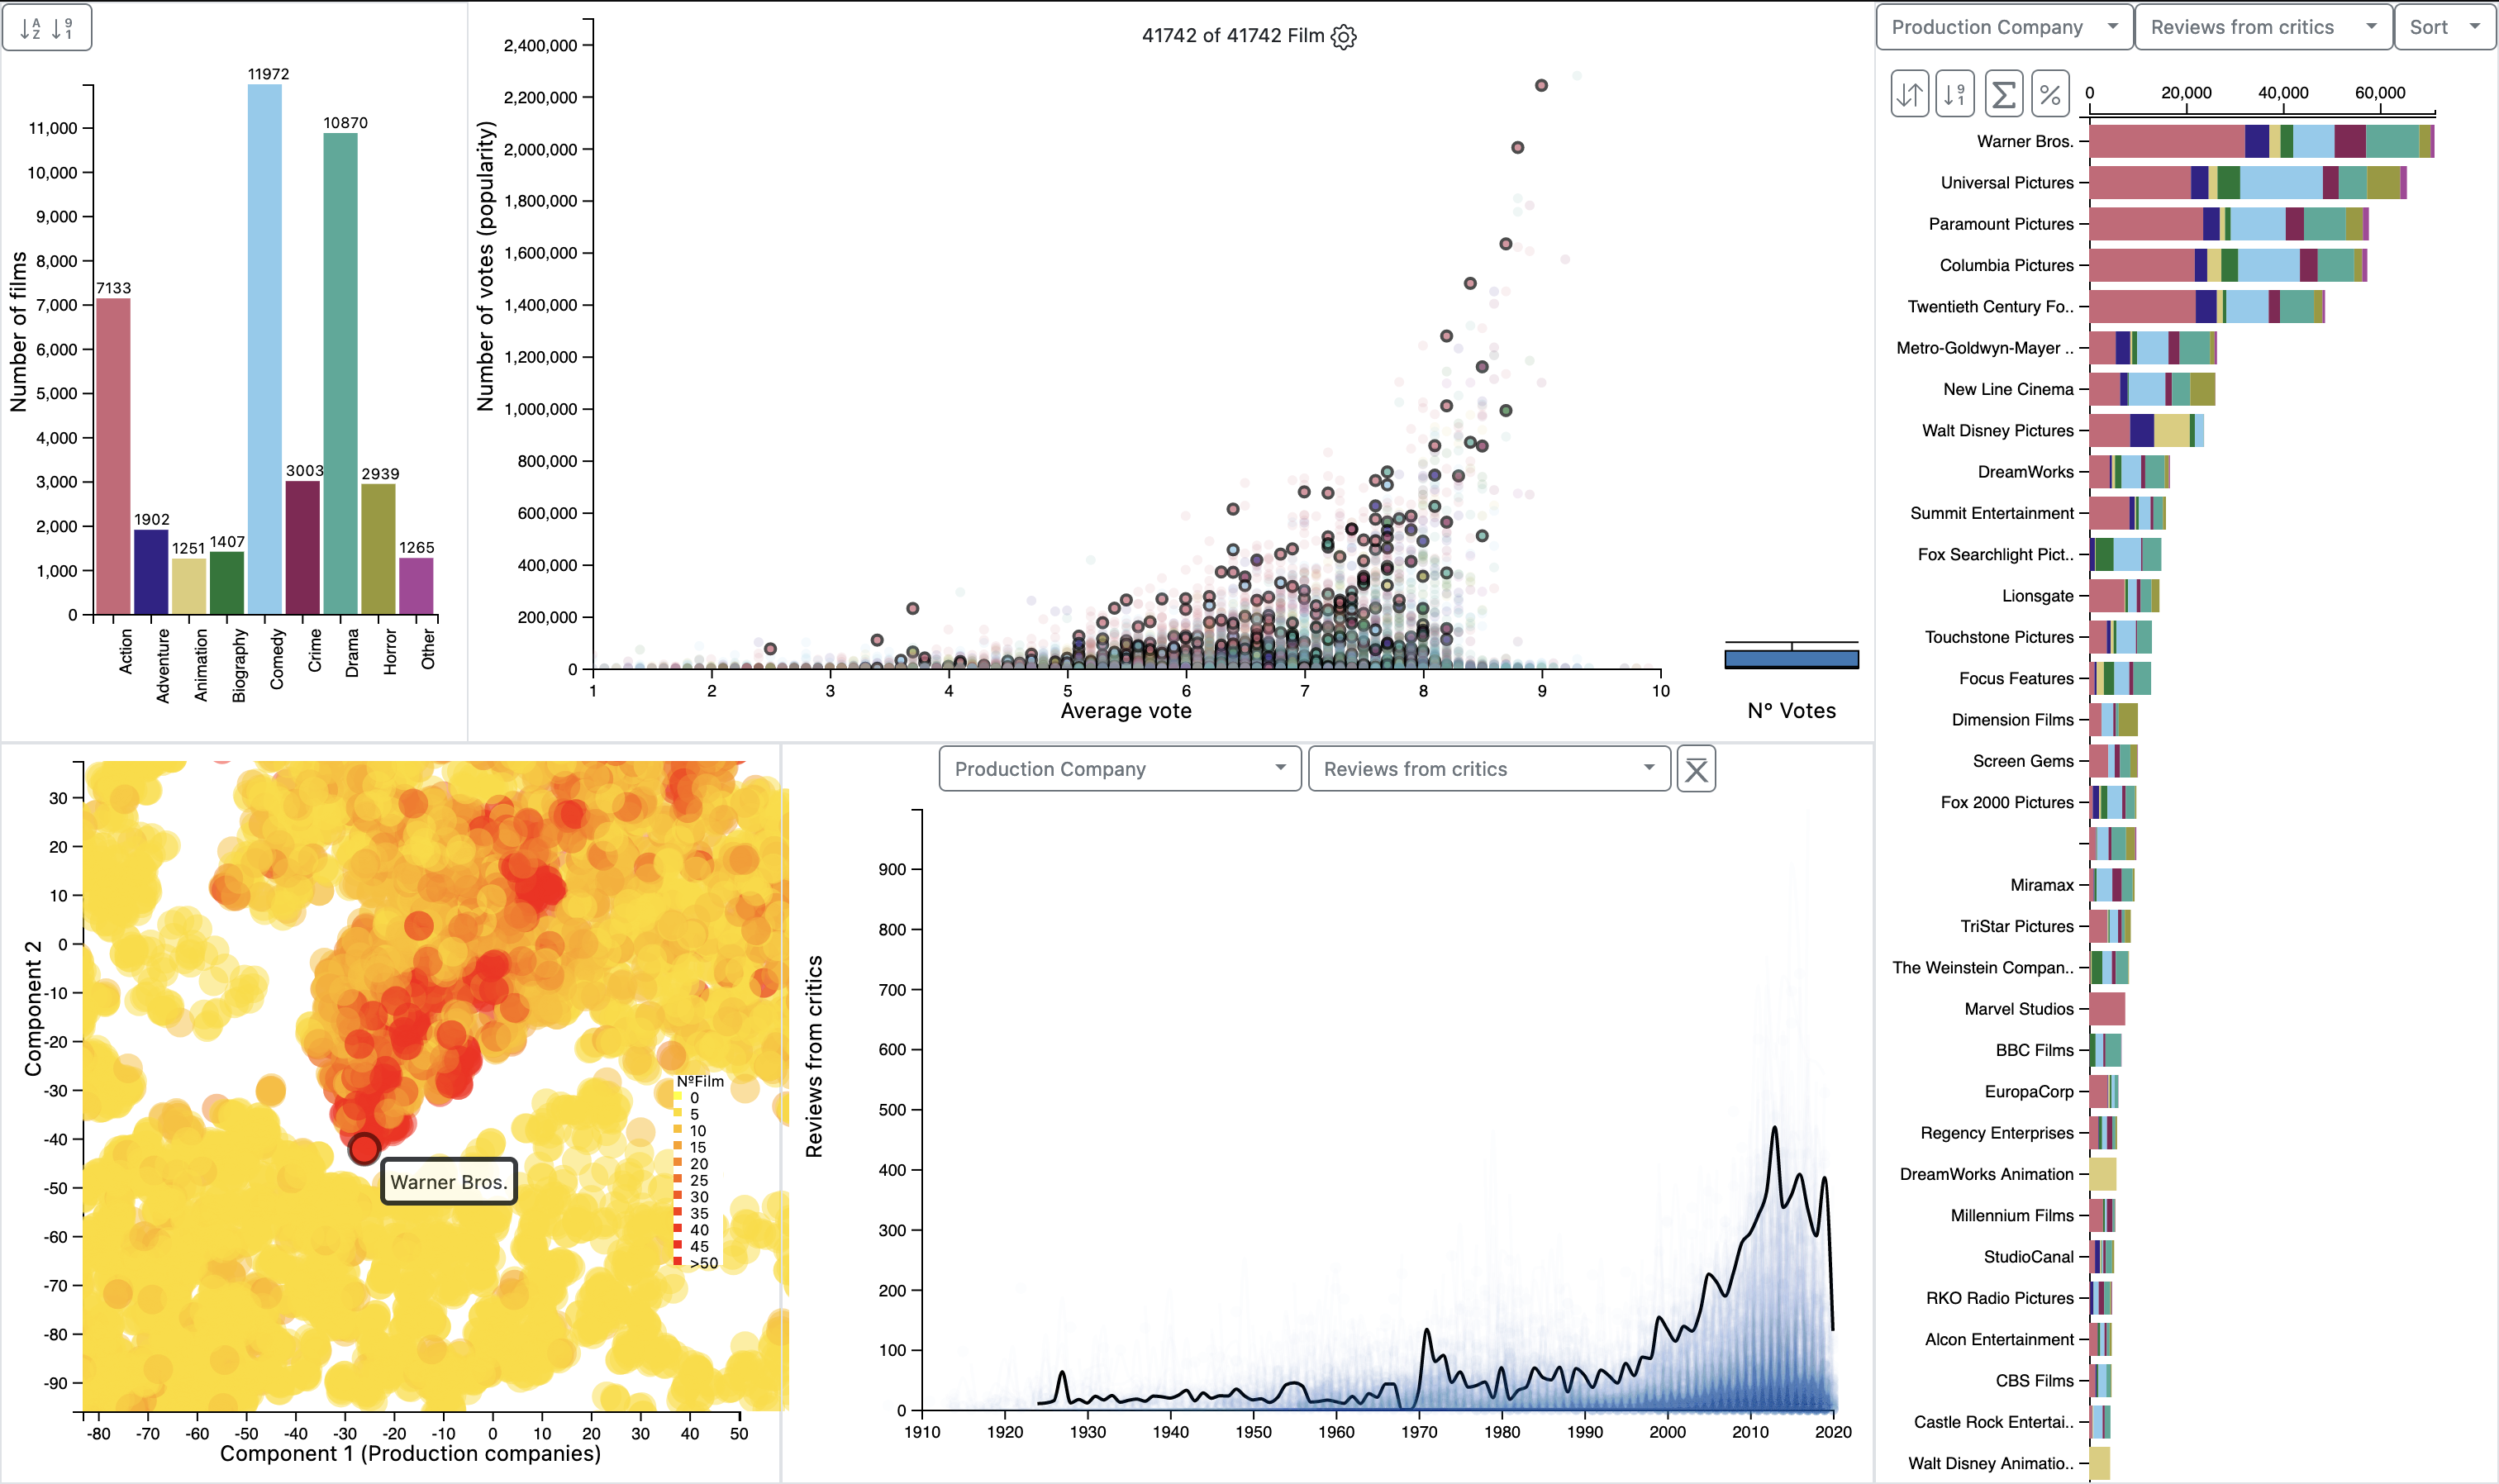 A
Z
9
1
11972
11,000
10870
10,000
9,000
8,000
7133
7,000
6,000
5,000
4,000
3003
2939
3,000
2,000
1902
1251
1407
1265
1,000
0
Number of films
Action
Adventure
Animation
Biography
Comedy
Crime
Drama
Horror
Other
41742 of 41742 Film
2,400,000
2,200,000
2,000,000
1,800,000
1,600,000
1,400,000
1,200,000
1,000,000
800,000
600,000
400,000
200,000
0
Number of votes (popularity)
1 2 3 4 5 6 7 8 9 10
Average vote
N° Votes
Production Company
Reviews from critics
Sort
9
1
Σ
%
0 20,000 40,000 60,000
Warner Bros.
Universal Pictures
Paramount Pictures
Columbia Pictures
Twentieth Century Fo..
Metro-Goldwyn-Mayer ..
New Line Cinema
Walt Disney Pictures
DreamWorks
Summit Entertainment
Fox Searchlight Pict..
Lionsgate
Touchstone Pictures
Focus Features
Dimension Films
Screen Gems
Fox 2000 Pictures
Miramax
TriStar Pictures
The Weinstein Compan..
Marvel Studios
BBC Films
EuropaCorp
Regency Enterprises
DreamWorks Animation
Millennium Films
StudioCanal
RKO Radio Pictures
Alcon Entertainment
CBS Films
Castle Rock Entertai..
Walt Disney Animatio..
30
20
10
0
-10
-20
-30
-40
-50
-60
-70
-80
-90
Component 2
Warner Bros.
NºFilm
0
5
10
15
20
25
30
35
40
45
>50
-80 -70 -60 -50 -40 -30 -20 -10 0 10 20 30 40 50
Component 1 (Production companies)
Production Company
Reviews from critics
X
900
800
700
600
500
400
300
200
100
0
Reviews from critics
1910 1920 1930 1940 1950 1960 1970 1980 1990 2000 2010 2020